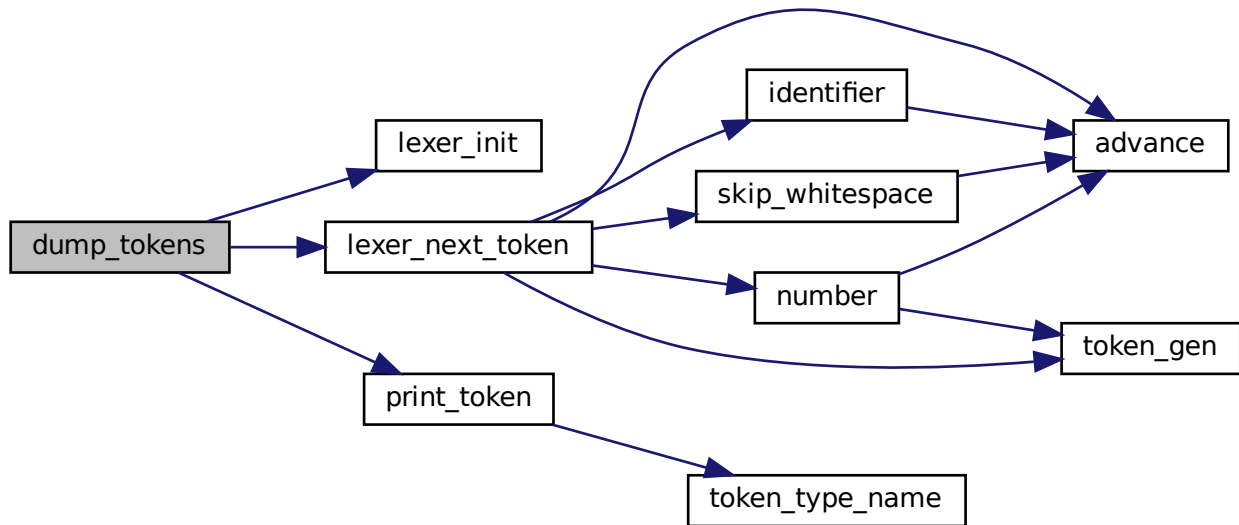 dump_tokens
lexer_init
lexer_next_token
print_token
identifier
skip_whitespace
number
token_type_name
advance
token_gen